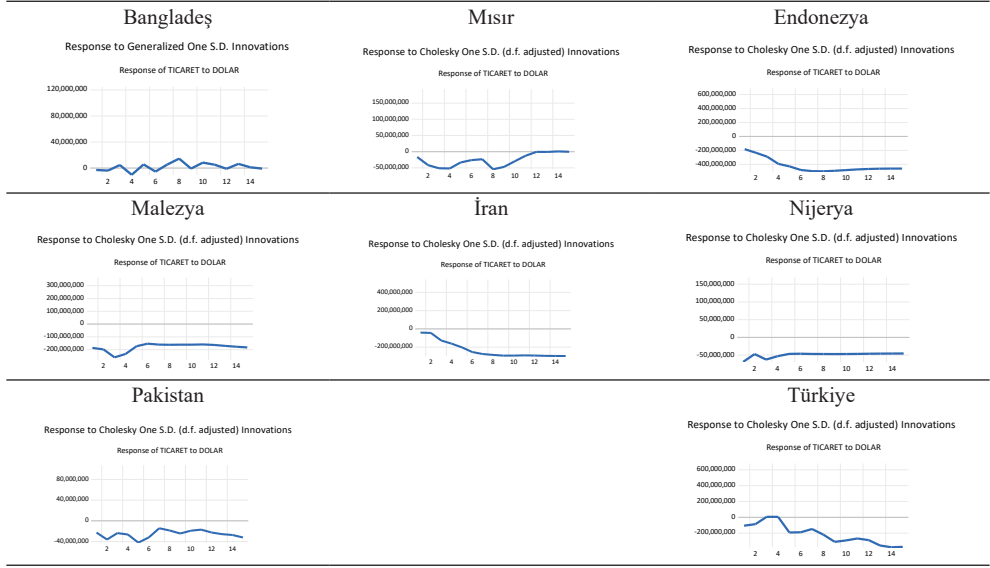 Bangladeş
Response to Generalized One S.D. Innovations
Response of TICARET to DOLAR
120,000,000
80,000,000
40,000,000
0
2 4 6 8 10 12 14
Mısır
Response to Cholesky One S.D. (d.f. adjusted) Innovations
Response of TICARET to DOLAR
150,000,000
100,000,000
50,000,000
0
-50,000,000
2 4 6 8 10 12 14
Endonezya
Response to Cholesky One S.D. (d.f. adjusted) Innovations
Response of TICARET to DOLAR
600,000,000
400,000,000
200,000,000
0
-200,000,000
-400,000,000
2 4 6 8 10 12 14
Malezya
Response to Cholesky One S.D. (d.f. adjusted) Innovations
Response of TICARET to DOLAR
300,000,000
200,000,000
100,000,000
0
-100,000,000
-200,000,000
2 4 6 8 10 12 14
İran
Response to Cholesky One S.D. (d.f. adjusted) Innovations
Response of TICARET to DOLAR
400,000,000
200,000,000
0
-200,000,000
2 4 6 8 10 12 14
Nijerya
Response to Cholesky One S.D. (d.f. adjusted) Innovations
Response of TICARET to DOLAR
150,000,000
100,000,000
50,000,000
0
-50,000,000
2 4 6 8 10 12 14
Pakistan
Response to Cholesky One S.D. (d.f. adjusted) Innovations
Response of TICARET to DOLAR
80,000,000
40,000,000
0
-40,000,000
2 4 6 8 10 12 14
Türkiye
Response to Cholesky One S.D. (d.f. adjusted) Innovations
Response of TICARET to DOLAR
600,000,000
400,000,000
200,000,000
0
-200,000,000
2 4 6 8 10 12 14